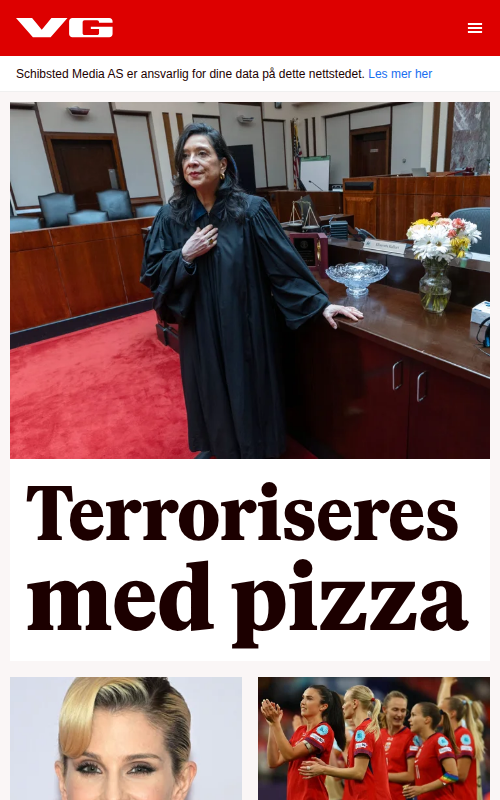 VG
Schibsted Media AS er ansvarlig for dine data på dette nettstedet. Les mer her
Terroriseres
med pizza